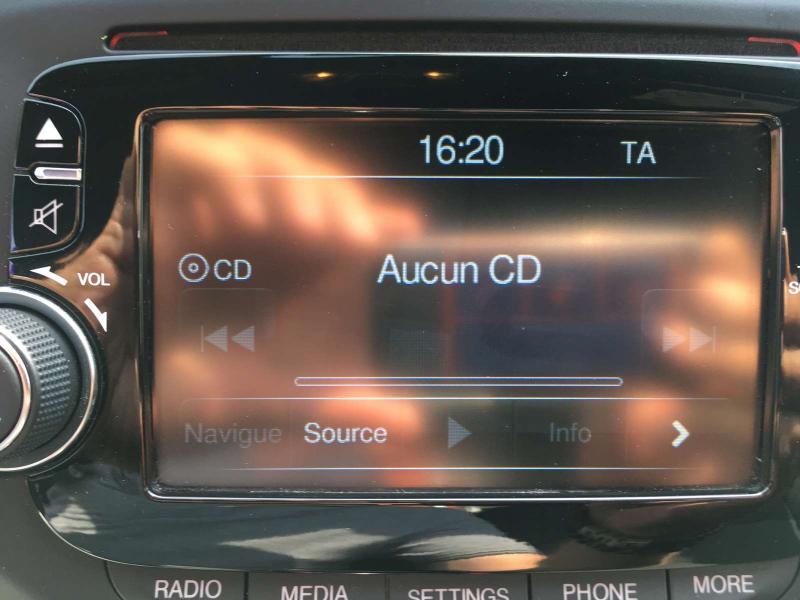 16:20 TA
VOL
CD Aucun CD
Navigue Source Info
RADIO MEDIA SETTINGS PHONE MORE